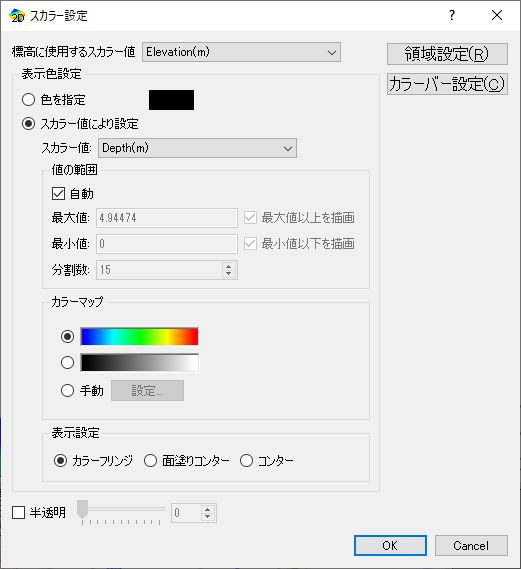 2D スカラー設定
標高に使用するスカラー値 Elevation(m)
領域設定(R)
カラーバー設定(C)
表示色設定
色を指定
スカラー値により設定
スカラー値: Depth(m)
値の範囲
自動
最大値: 4.94474 最大値以上を描画
最小値: 0 最小値以下を描画
分割数: 15
カラーマップ
手動 設定...
表示設定
カラーフリンジ 面塗りコンター コンター
半透明 0
OK Cancel